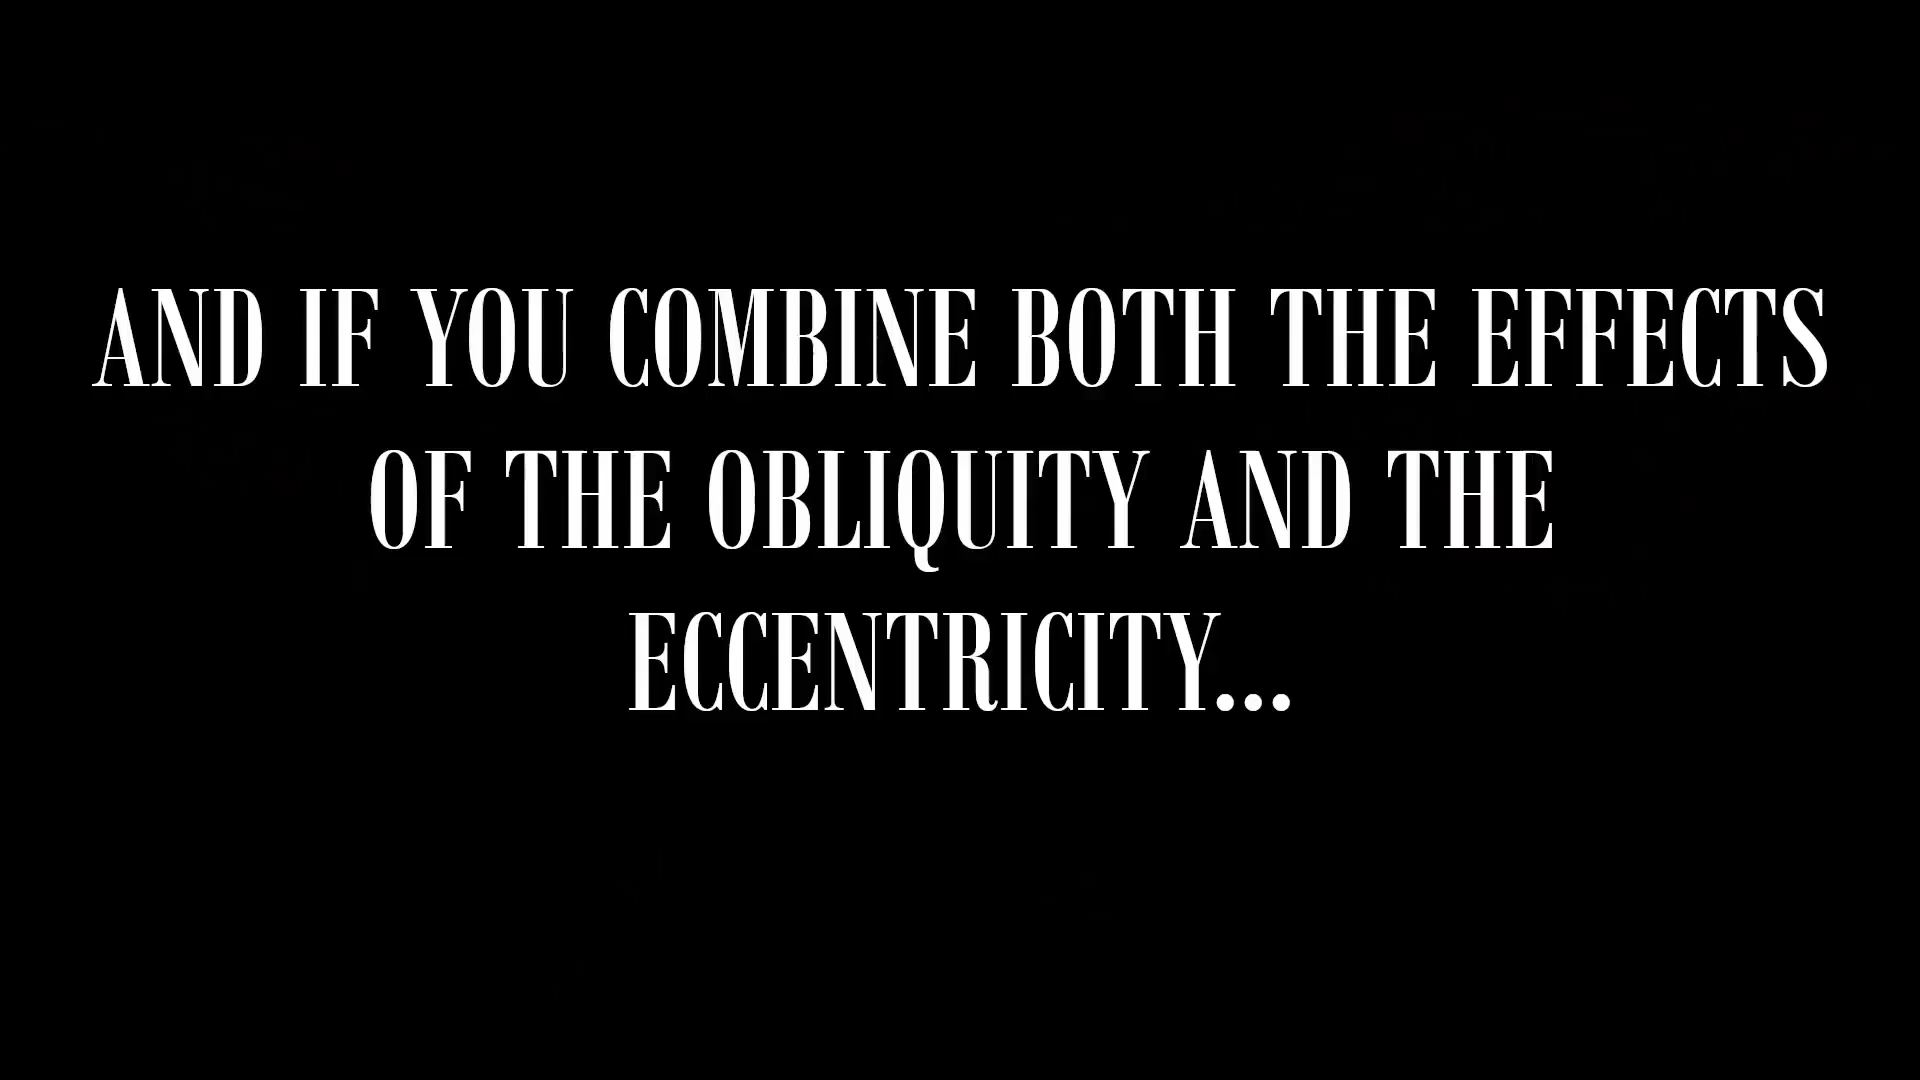 AND IF YOU COMBINE BOTH THE EFFECTS
OF THE OBLIQUITY AND THE
ECCENTRICITY...